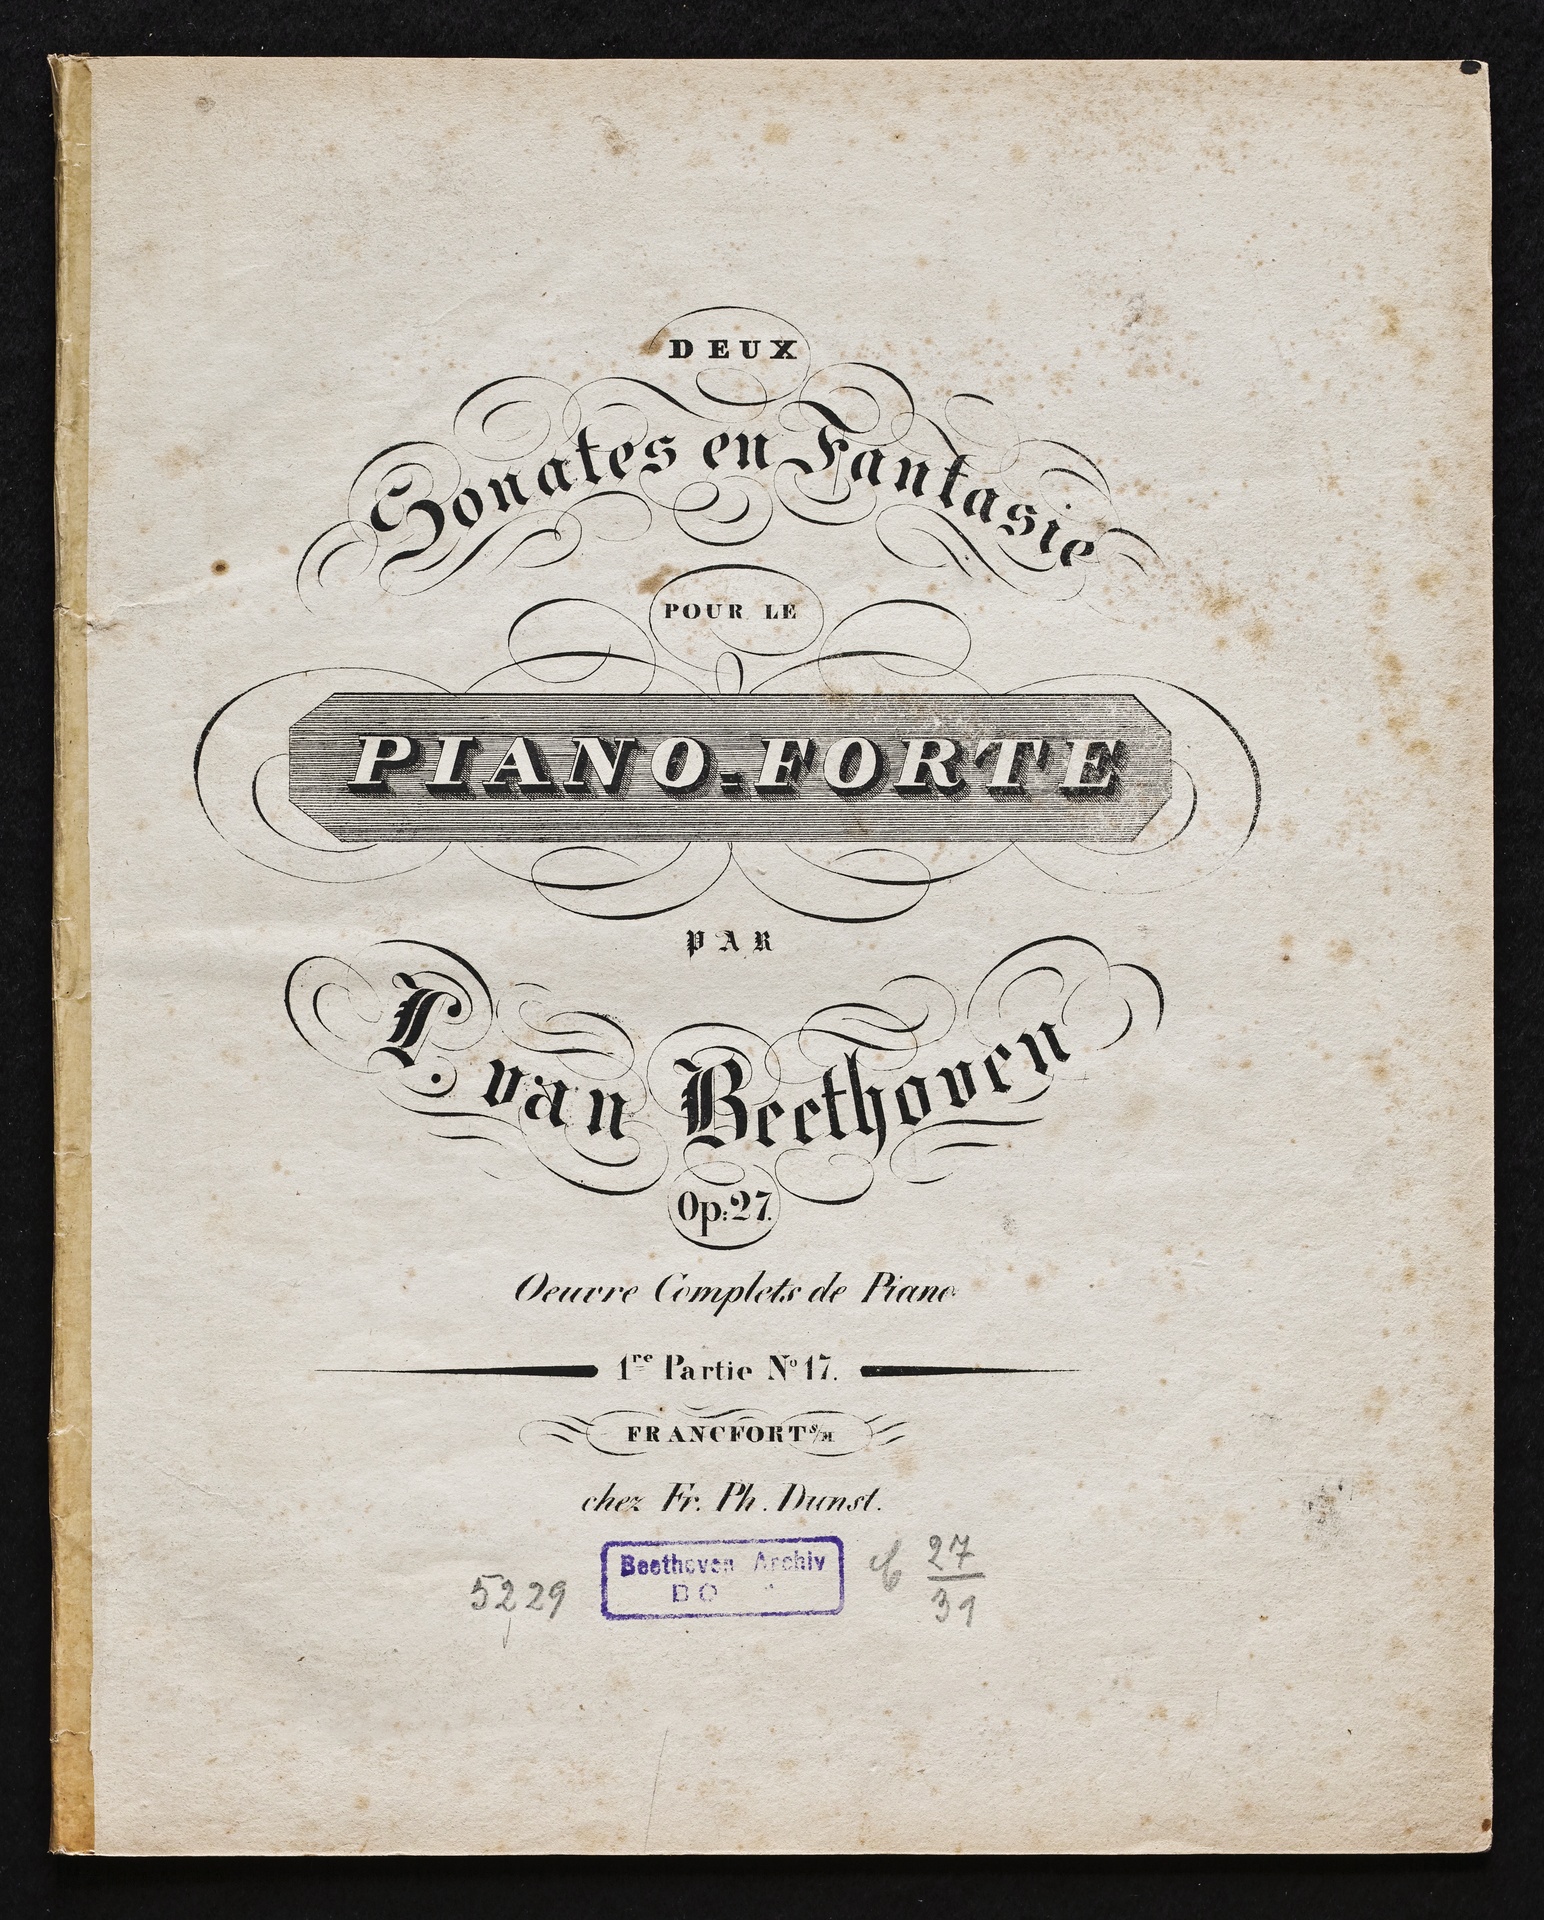 DEUX
Sonates en Fantasie
POUR LE
PIANO-FORTE
PAR
L. van Beethoven
Op: 27.
Oeuvre Complets de Piano
1re Partie No 17.
FRANCFORT s/M
chez Fr. Ph. Dunst.
Beethoven Archiv
BO
5229
27
31